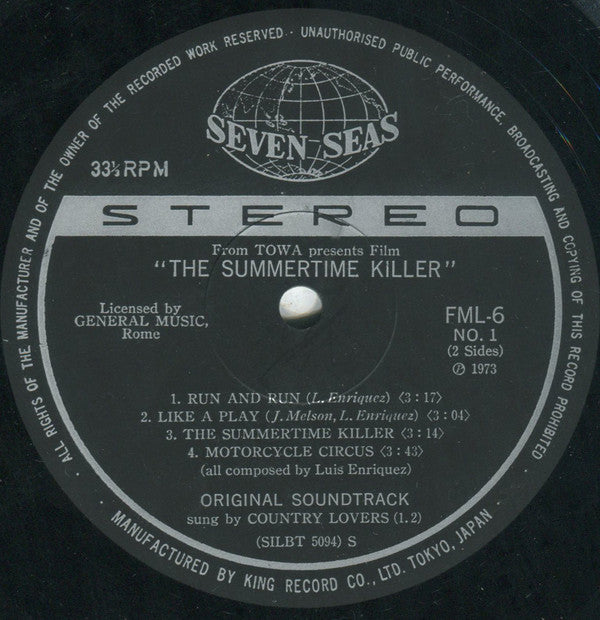 ALL RIGHTS OF THE MANUFACTURER AND OF THE OWNER OF THE RECORDED WORK RESERVED · UNAUTHORISED PUBLIC PERFORMANCE, BROADCASTING AND COPYING OF THIS RECORD PROHIBITED ·
SEVEN SEAS
33⅓RPM
STEREO
From TOWA presents Film
"THE SUMMERTIME KILLER"
Licensed by
GENERAL MUSIC,
Rome
FML-6
NO. 1
(2 Sides)
℗ 1973
1. RUN AND RUN (L. Enriquez) <3:17>
2. LIKE A PLAY (J. Melson, L. Enriquez) <3:04>
3. THE SUMMERTIME KILLER <3:14>
4. MOTORCYCLE CIRCUS <3:43>
(all composed by Luis Enriquez)
ORIGINAL SOUNDTRACK
sung by COUNTRY LOVERS (1.2)
(SILBT 5094) S
MANUFACTURED BY KING RECORD CO., LTD. TOKYO, JAPAN ·